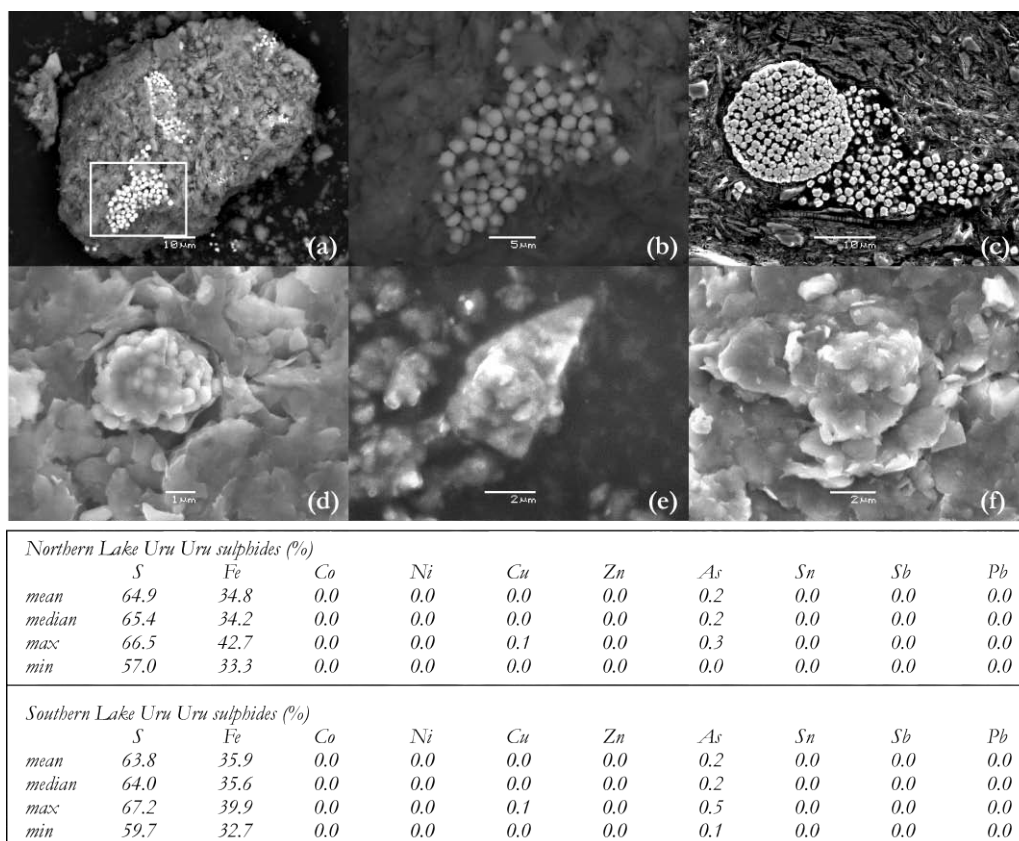 10 µm (a)
5 µm (b)
10 µm (c)
1 µm (d)
2 µm (e)
2 µm (f)
Northern Lake Uru Uru sulphides (%)
S Fe Co Ni Cu Zn As Sn Sb Pb
mean 64.9 34.8 0.0 0.0 0.0 0.0 0.2 0.0 0.0 0.0
median 65.4 34.2 0.0 0.0 0.0 0.0 0.2 0.0 0.0 0.0
max 66.5 42.7 0.0 0.0 0.1 0.0 0.3 0.0 0.0 0.0
min 57.0 33.3 0.0 0.0 0.0 0.0 0.0 0.0 0.0 0.0
Southern Lake Uru Uru sulphides (%)
S Fe Co Ni Cu Zn As Sn Sb Pb
mean 63.8 35.9 0.0 0.0 0.0 0.0 0.2 0.0 0.0 0.0
median 64.0 35.6 0.0 0.0 0.0 0.0 0.2 0.0 0.0 0.0
max 67.2 39.9 0.0 0.0 0.1 0.0 0.5 0.0 0.0 0.0
min 59.7 32.7 0.0 0.0 0.0 0.0 0.1 0.0 0.0 0.0